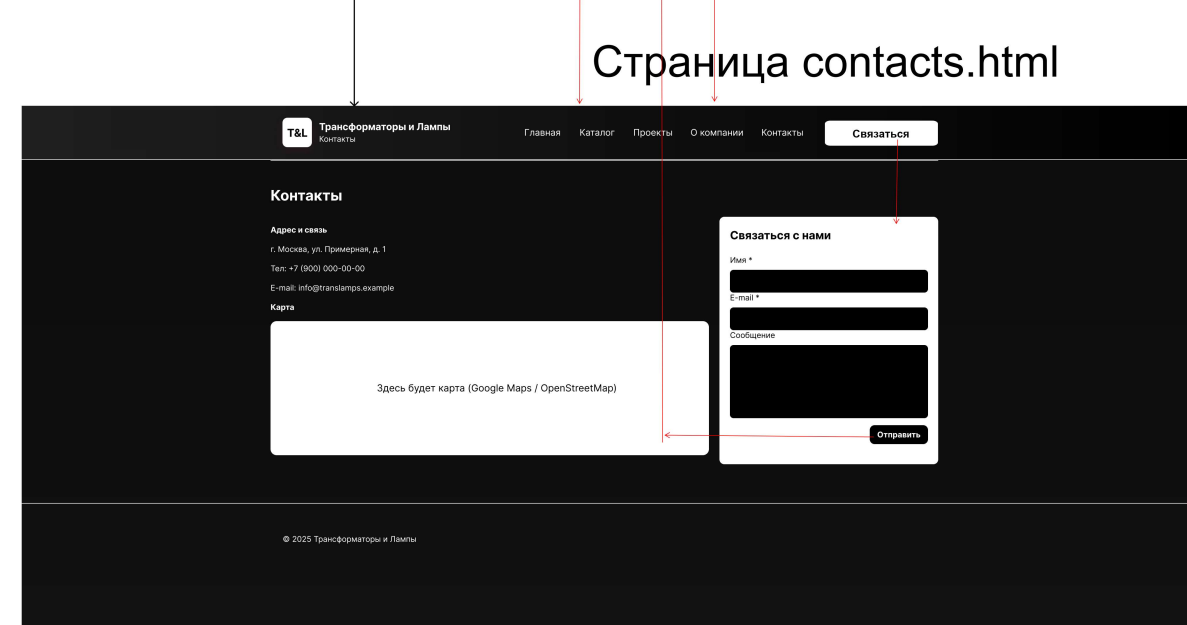 Страница contacts.html
T&L
Трансформаторы и Лампы
Контакты
Главная
Каталог
Проекты
О компании
Контакты
Связаться
Контакты
Адрес и связь
г. Москва, ул. Примерная, д. 1
Тел: +7 (900) 000-00-00
E-mail: info@translamps.example
Карта
Здесь будет карта (Google Maps / OpenStreetMap)
Связаться с нами
Имя *
E-mail *
Сообщение
Отправить
© 2025 Трансформаторы и Лампы